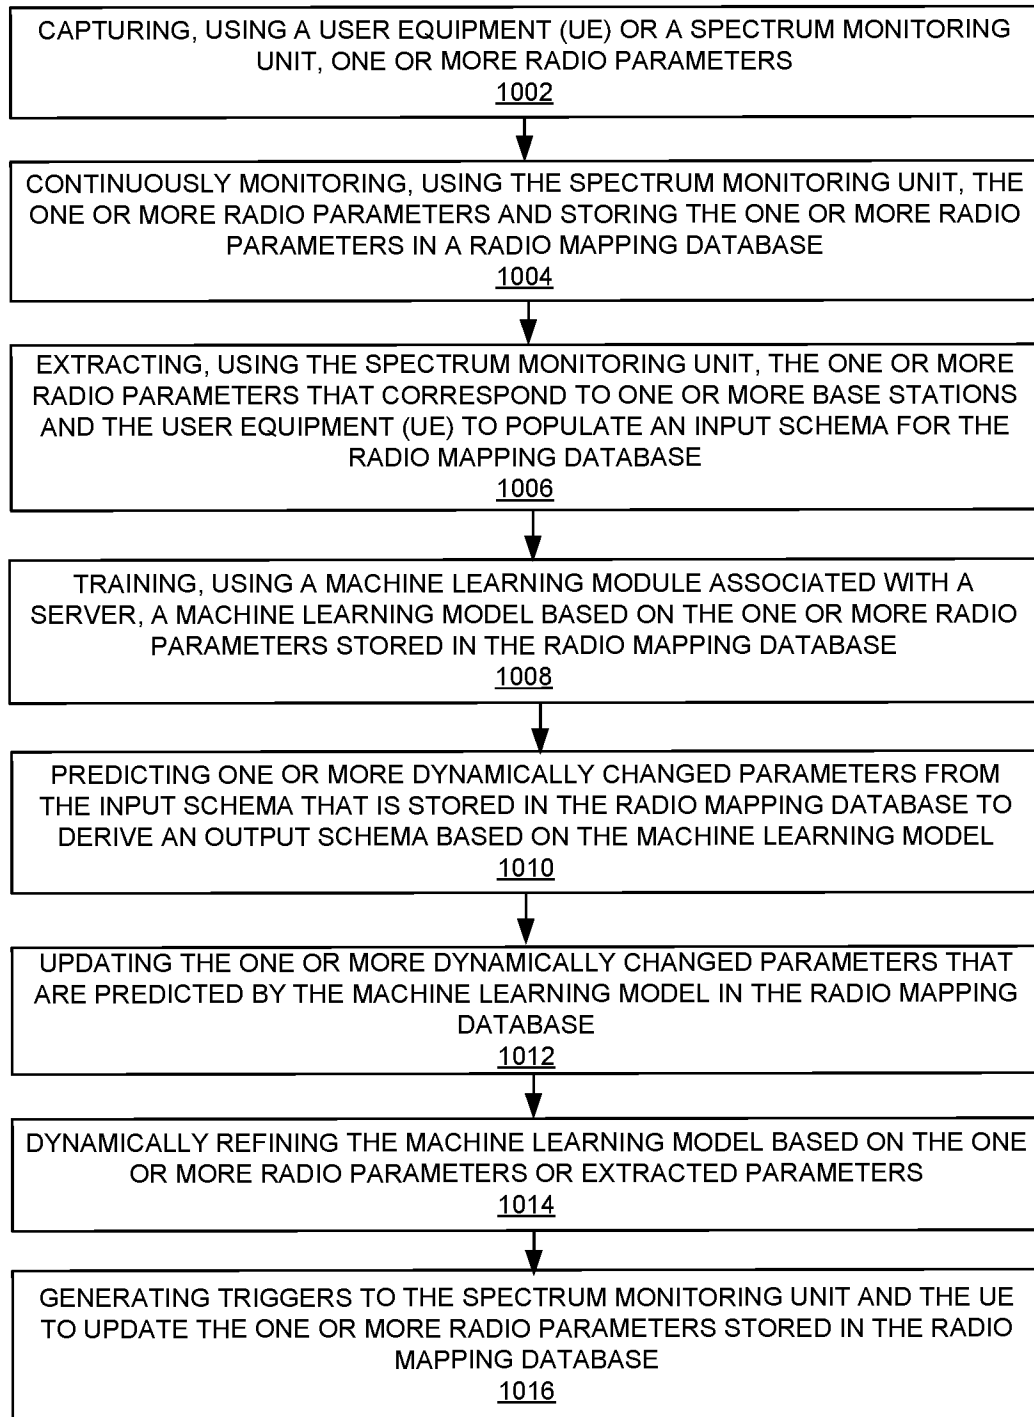 CAPTURING, USING A USER EQUIPMENT (UE) OR A SPECTRUM MONITORING
UNIT, ONE OR MORE RADIO PARAMETERS
1002
CONTINUOUSLY MONITORING, USING THE SPECTRUM MONITORING UNIT, THE
ONE OR MORE RADIO PARAMETERS AND STORING THE ONE OR MORE RADIO
PARAMETERS IN A RADIO MAPPING DATABASE
1004
EXTRACTING, USING THE SPECTRUM MONITORING UNIT, THE ONE OR MORE
RADIO PARAMETERS THAT CORRESPOND TO ONE OR MORE BASE STATIONS
AND THE USER EQUIPMENT (UE) TO POPULATE AN INPUT SCHEMA FOR THE
RADIO MAPPING DATABASE
1006
TRAINING, USING A MACHINE LEARNING MODULE ASSOCIATED WITH A
SERVER, A MACHINE LEARNING MODEL BASED ON THE ONE OR MORE RADIO
PARAMETERS STORED IN THE RADIO MAPPING DATABASE
1008
PREDICTING ONE OR MORE DYNAMICALLY CHANGED PARAMETERS FROM
THE INPUT SCHEMA THAT IS STORED IN THE RADIO MAPPING DATABASE TO
DERIVE AN OUTPUT SCHEMA BASED ON THE MACHINE LEARNING MODEL
1010
UPDATING THE ONE OR MORE DYNAMICALLY CHANGED PARAMETERS THAT
ARE PREDICTED BY THE MACHINE LEARNING MODEL IN THE RADIO MAPPING
DATABASE
1012
DYNAMICALLY REFINING THE MACHINE LEARNING MODEL BASED ON THE ONE
OR MORE RADIO PARAMETERS OR EXTRACTED PARAMETERS
1014
GENERATING TRIGGERS TO THE SPECTRUM MONITORING UNIT AND THE UE
TO UPDATE THE ONE OR MORE RADIO PARAMETERS STORED IN THE RADIO
MAPPING DATABASE
1016